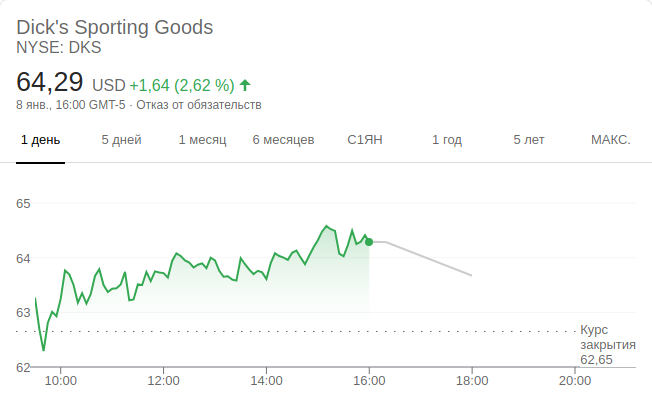 Dick's Sporting Goods
NYSE: DKS
64,29 USD +1,64 (2,62 %)
8 янв., 16:00 GMT-5 · Отказ от обязательств
1 день 5 дней 1 месяц 6 месяцев С1ЯН 1 год 5 лет МАКС.
65
64
63
Курс
закрытия
62,65
62
10:00 12:00 14:00 16:00 18:00 20:00